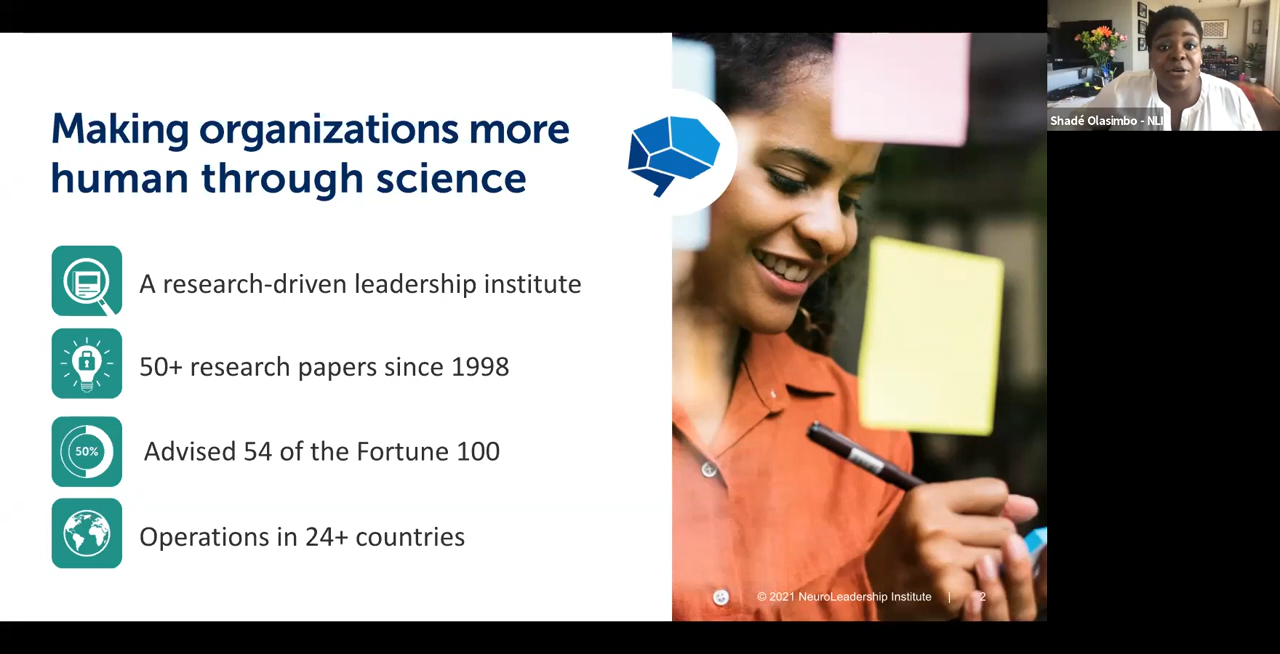 Making organizations more
human through science
A research-driven leadership institute
50+ research papers since 1998
50%
Advised 54 of the Fortune 100
Operations in 24+ countries
© 2021 NeuroLeadership Institute | 2
Shadé Olasimbo - NLI